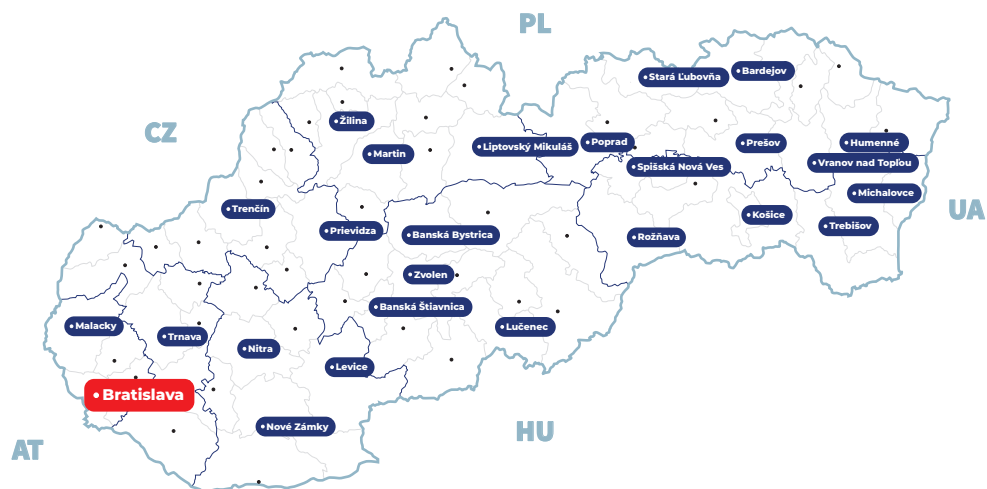 PL
Stará Ľubovňa
Bardejov
CZ
Žilina
Martin
Liptovský Mikuláš
Poprad
Prešov
Humenné
Vranov nad Topľou
Spišská Nová Ves
Michalovce
UA
Trenčín
Prievidza
Banská Bystrica
Košice
Trebišov
Rožňava
Zvolen
Banská Štiavnica
Malacky
Trnava
Nitra
Lučenec
Levice
Bratislava
Nové Zámky
HU
AT